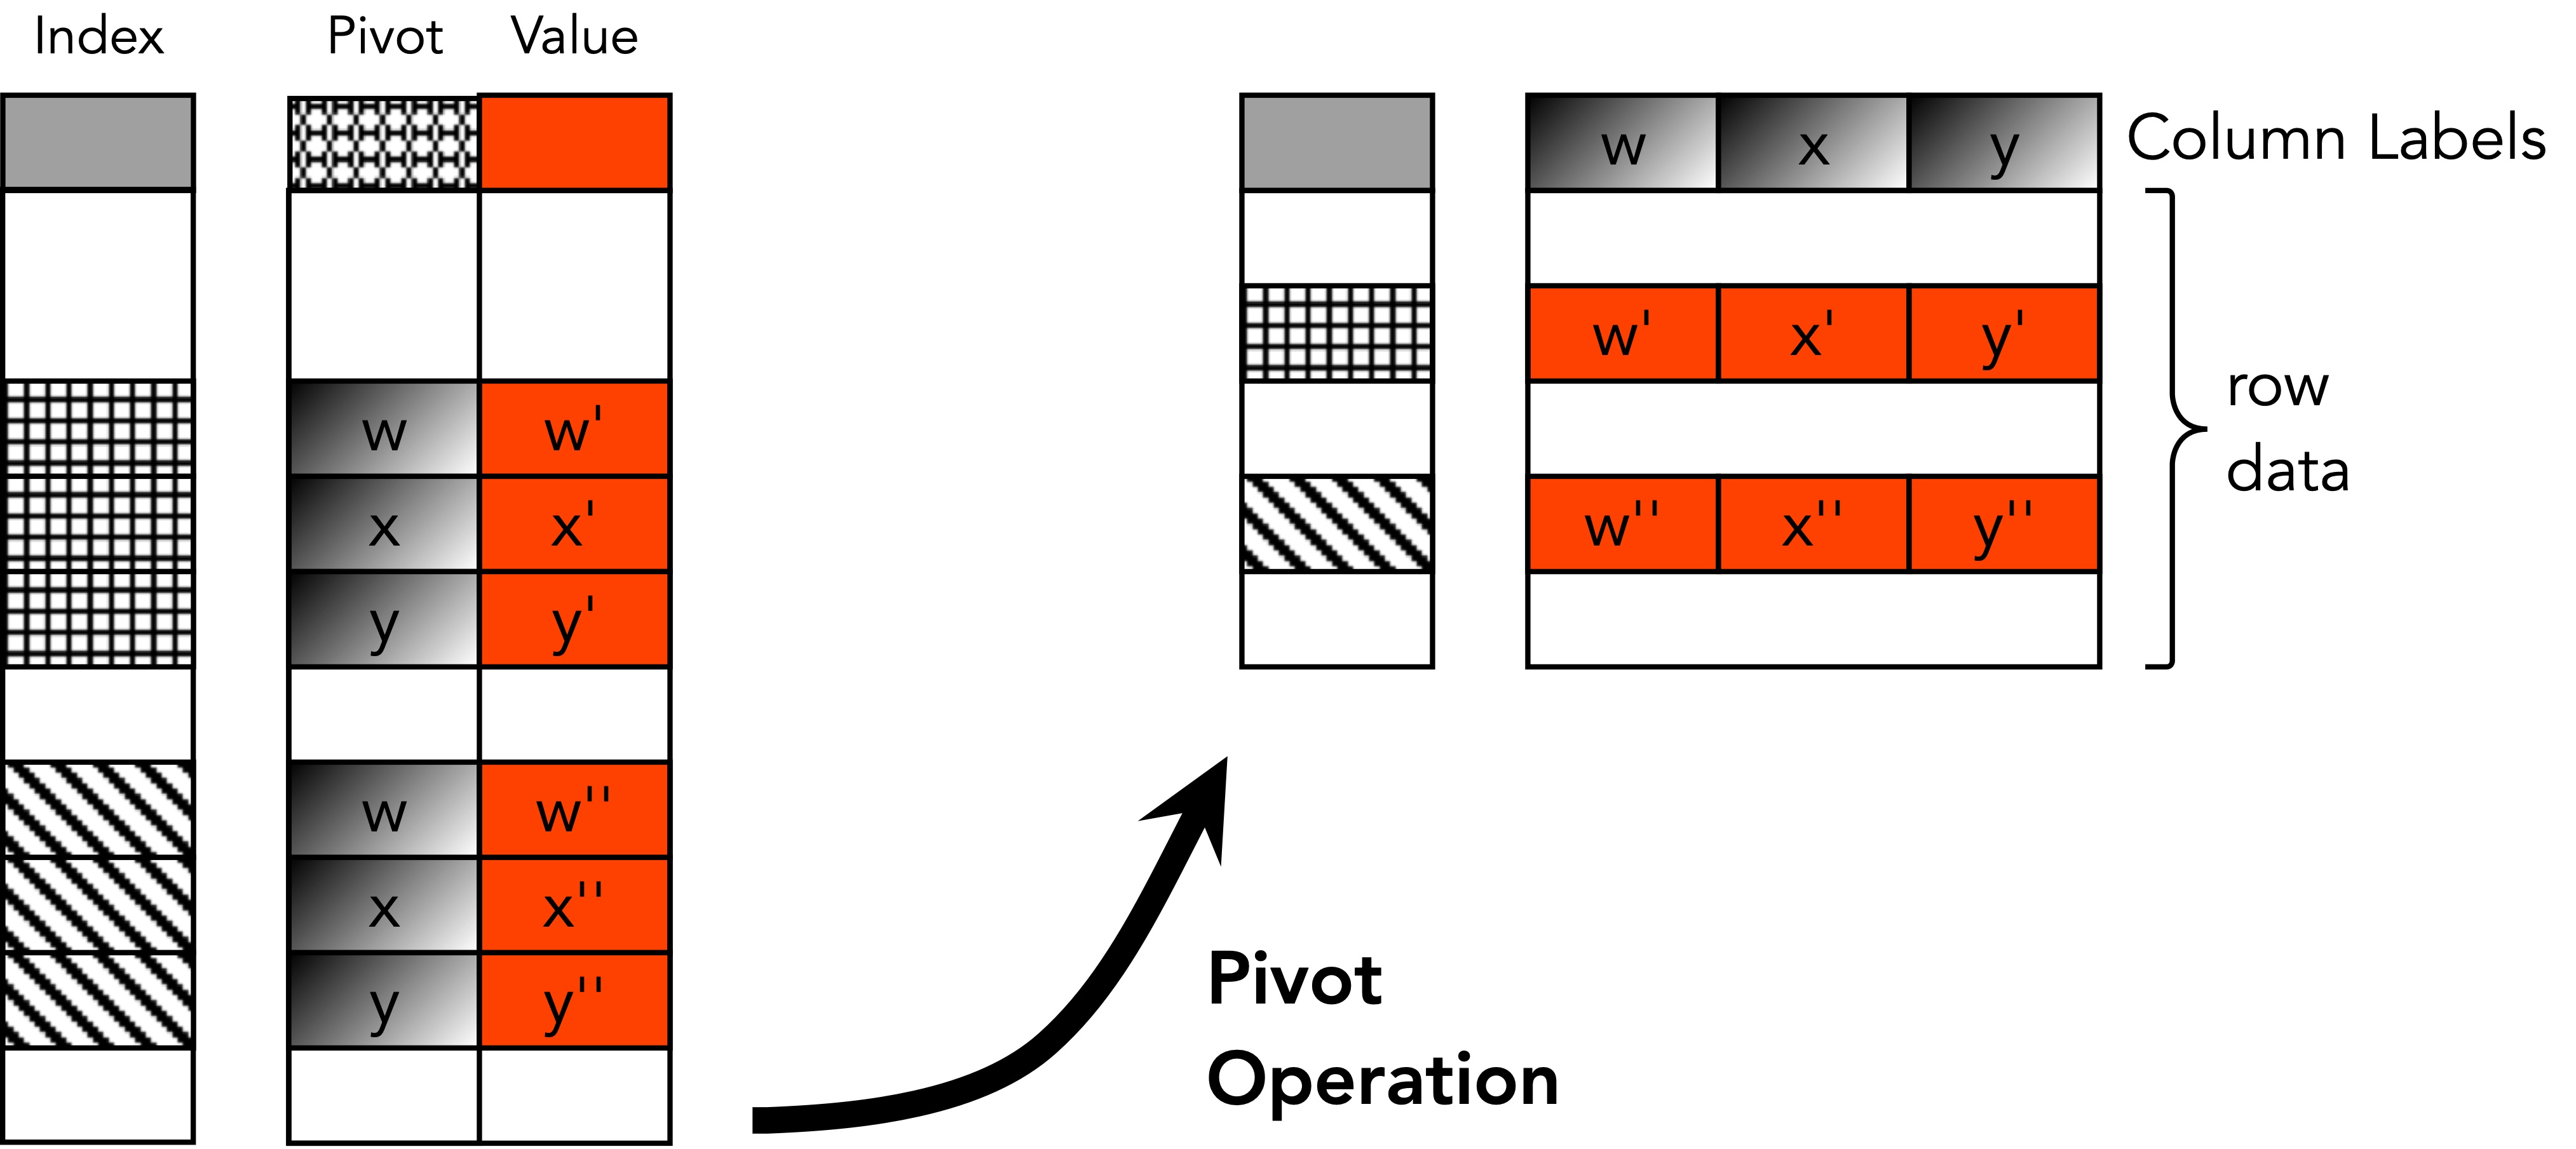 Index Pivot Value
w x y Column Labels
w' x' y'
row
data
w'' x'' y''
w w'
x x'
y y'
w w''
x x''
y y''
Pivot
Operation